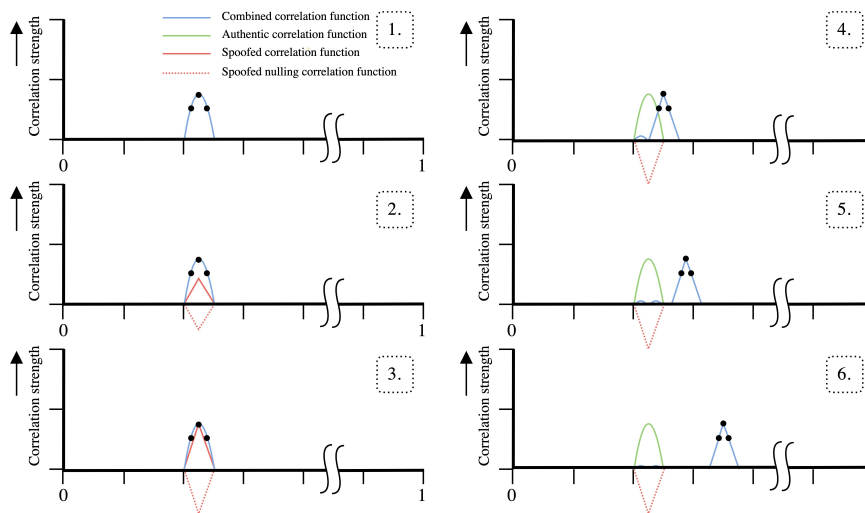 Combined correlation function
Authentic correlation function
Spoofed correlation function
Spoofed nulling correlation function
Correlation strength
1.
0
1
Correlation strength
2.
0
1
Correlation strength
3.
0
1
Correlation strength
4.
0
Correlation strength
5.
0
Correlation strength
6.
0